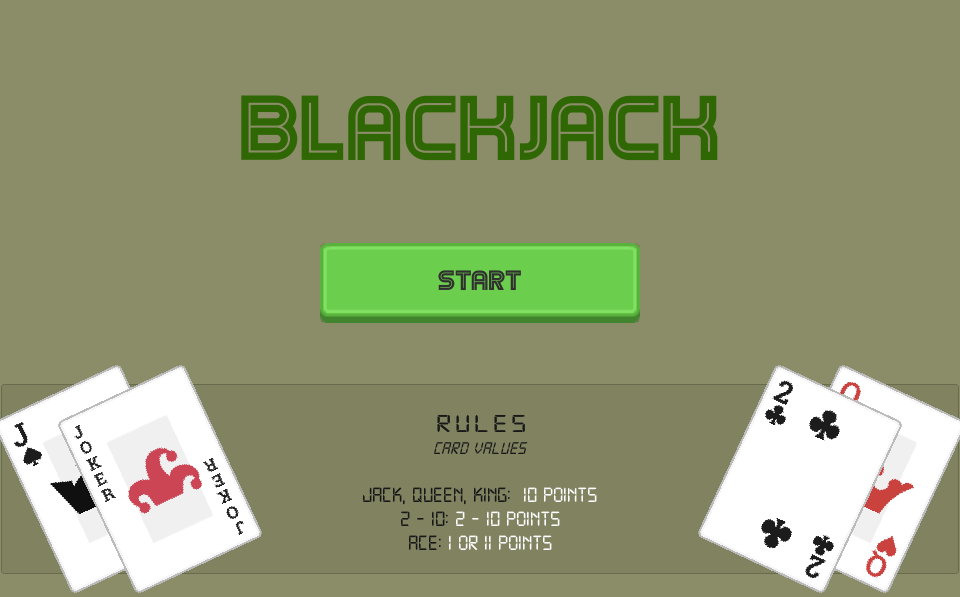 BLACKJACK
START
J
JOKER
JOKER
RULES
CARD VALUES
JACK, QUEEN, KING: 10 POINTS
2 - 10: 2 - 10 POINTS
ACE: 1 OR 11 POINTS
2
2
Q
Q